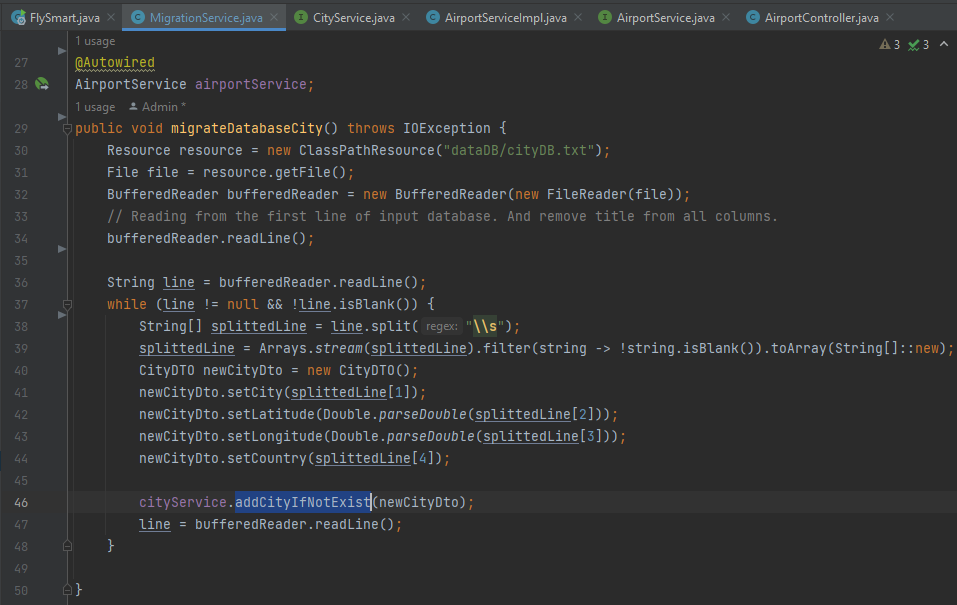 FlySmart.java × MigrationService.java × CityService.java × AirportServiceImpl.java × AirportService.java × AirportController.java ×
1 usage
3 3
27 @Autowired
28 AirportService airportService;
1 usage Admin *
29 public void migrateDatabaseCity() throws IOException {
30 Resource resource = new ClassPathResource("dataDB/cityDB.txt");
31 File file = resource.getFile();
32 BufferedReader bufferedReader = new BufferedReader(new FileReader(file));
33 // Reading from the first line of input database. And remove title from all columns.
34 bufferedReader.readLine();
35
36 String line = bufferedReader.readLine();
37 while (line != null && !line.isBlank()) {
38 String[] splittedLine = line.split( regex: "\\s");
39 splittedLine = Arrays.stream(splittedLine).filter(string -> !string.isBlank()).toArray(String[]::new);
40 CityDTO newCityDto = new CityDTO();
41 newCityDto.setCity(splittedLine[1]);
42 newCityDto.setLatitude(Double.parseDouble(splittedLine[2]));
43 newCityDto.setLongitude(Double.parseDouble(splittedLine[3]));
44 newCityDto.setCountry(splittedLine[4]);
45
46 cityService.addCityIfNotExist(newCityDto);
47 line = bufferedReader.readLine();
48 }
49
50 }